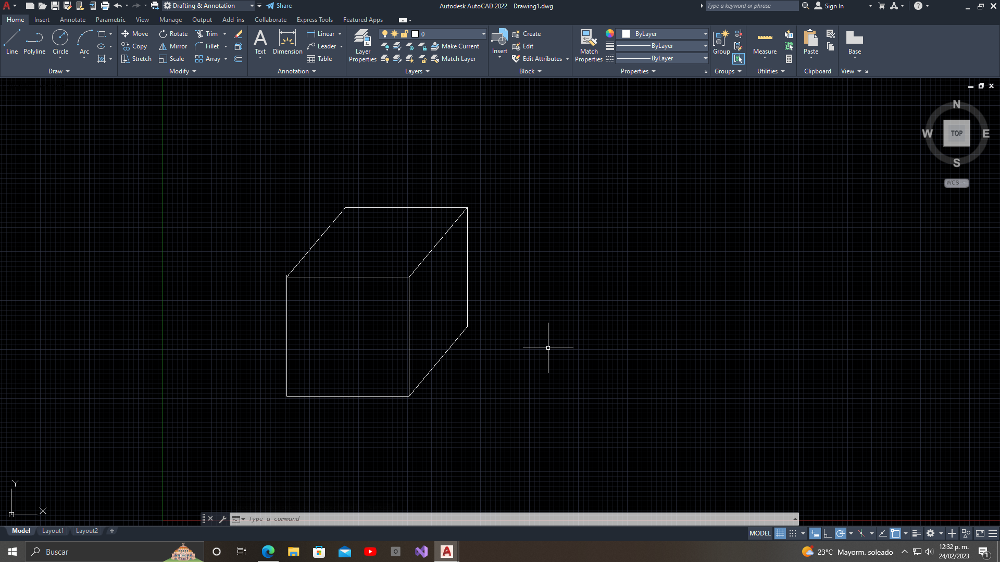 Drafting & Annotation
Share
Autodesk AutoCAD 2022 Drawing1.dwg
Type a keyword or phrase
Sign In
Home Insert Annotate Parametric View Manage Output Add-ins Collaborate Express Tools Featured Apps
Line
Polyline
Circle
Arc
Draw
Move
Rotate
Trim
Copy
Mirror
Fillet
Stretch
Scale
Array
Modify
Text
Dimension
Linear
Leader
Table
Annotation
Layer
Properties
0
Make Current
Match Layer
Layers
Insert
Create
Edit
Edit Attributes
Block
Match
Properties
ByLayer
ByLayer
ByLayer
Properties
Group
Groups
Measure
Utilities
Paste
Clipboard
Base
View
N
W
TOP
E
S
WCS
Y
X
Type a command
Model Layout1 Layout2
MODEL
Buscar
23°C Mayorm. soleado
12:32 p. m.
24/02/2023
1